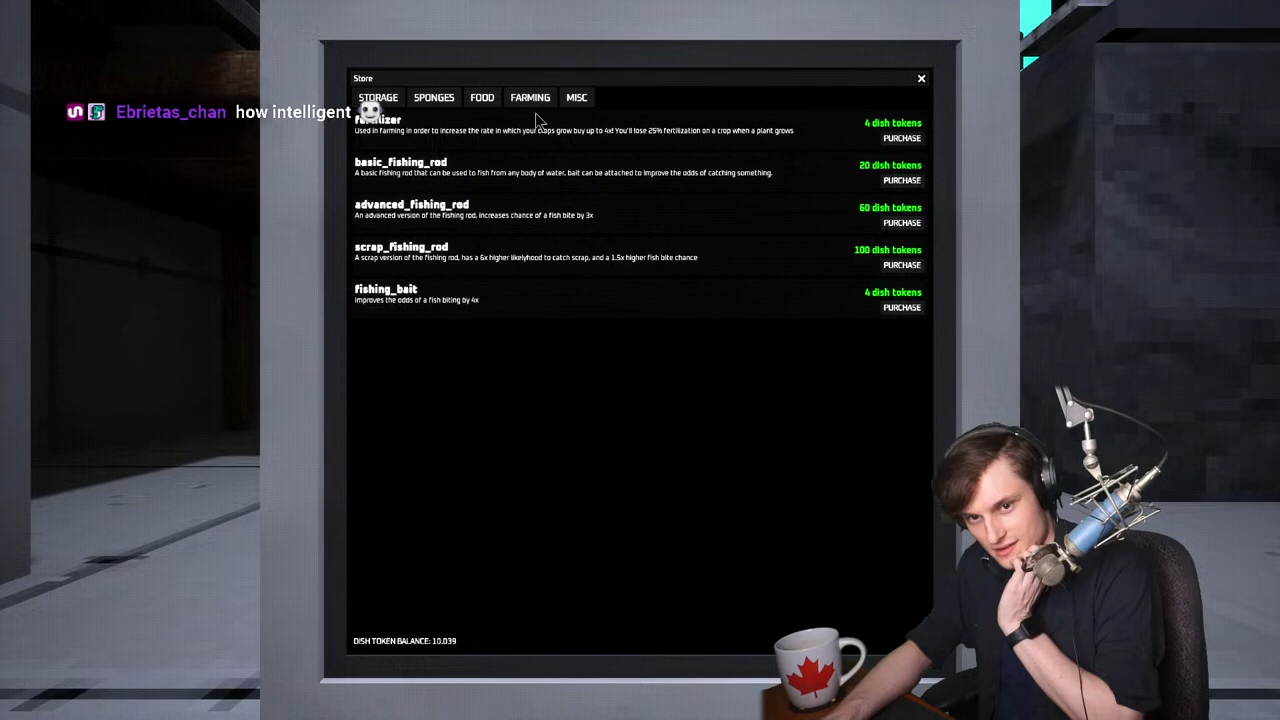 Store
STORAGE SPONGES FOOD FARMING MISC
Ebrietas_chan how intelligent
fertilizer
4 dish tokens
Used in farming in order to increase the rate in which your crops grow buy up to 4x! You'll lose 25% fertilization on a crop when a plant grows
PURCHASE
basic_fishing_rod
20 dish tokens
A basic fishing rod that can be used to fish from any body of water, bait can be attached to improve the odds of catching something.
PURCHASE
advanced_fishing_rod
60 dish tokens
An advanced version of the fishing rod, increases chance of a fish bite by 3x
PURCHASE
scrap_fishing_rod
100 dish tokens
A scrap version of the fishing rod, has a 6x higher likelyhood to catch scrap, and a 1.5x higher fish bite chance
PURCHASE
fishing_bait
4 dish tokens
Improves the odds of a fish biting by 4x
PURCHASE
DISH TOKEN BALANCE: 10.039